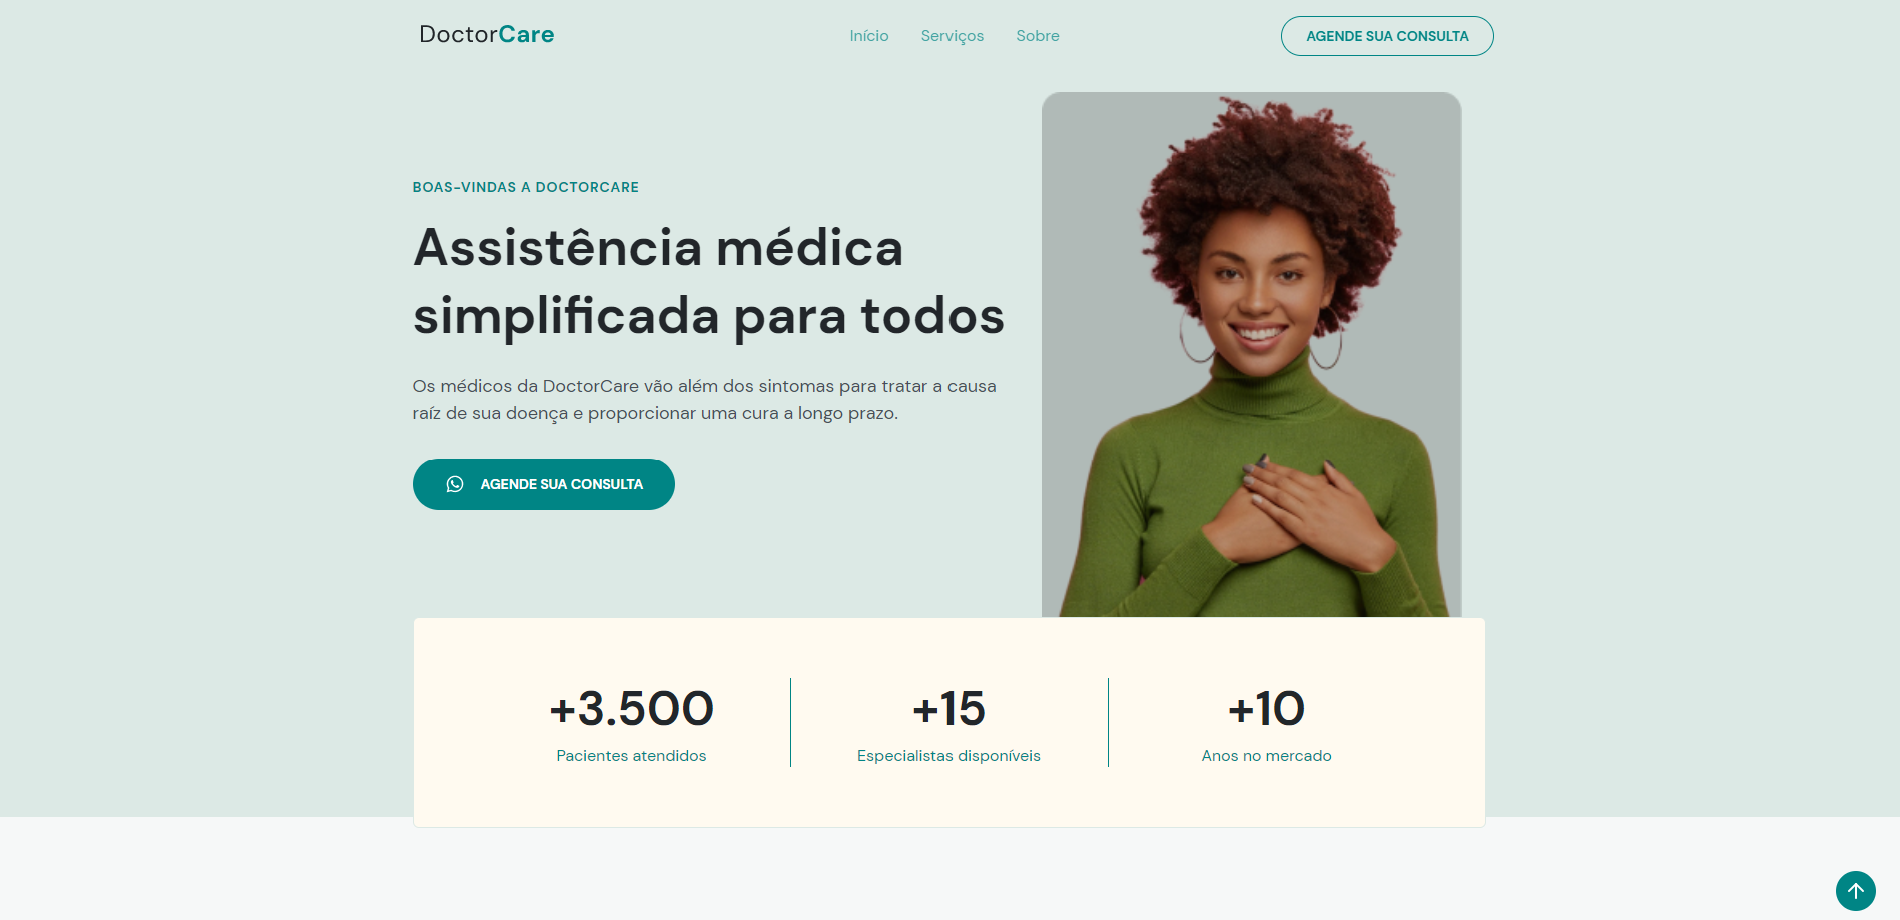 DoctorCare
Início
Serviços
Sobre
AGENDE SUA CONSULTA
BOAS-VINDAS A DOCTORCARE
Assistência médica
simplificada para todos
Os médicos da DoctorCare vão além dos sintomas para tratar a causa
raíz de sua doença e proporcionar uma cura a longo prazo.
AGENDE SUA CONSULTA
+3.500
Pacientes atendidos
+15
Especialistas disponíveis
+10
Anos no mercado